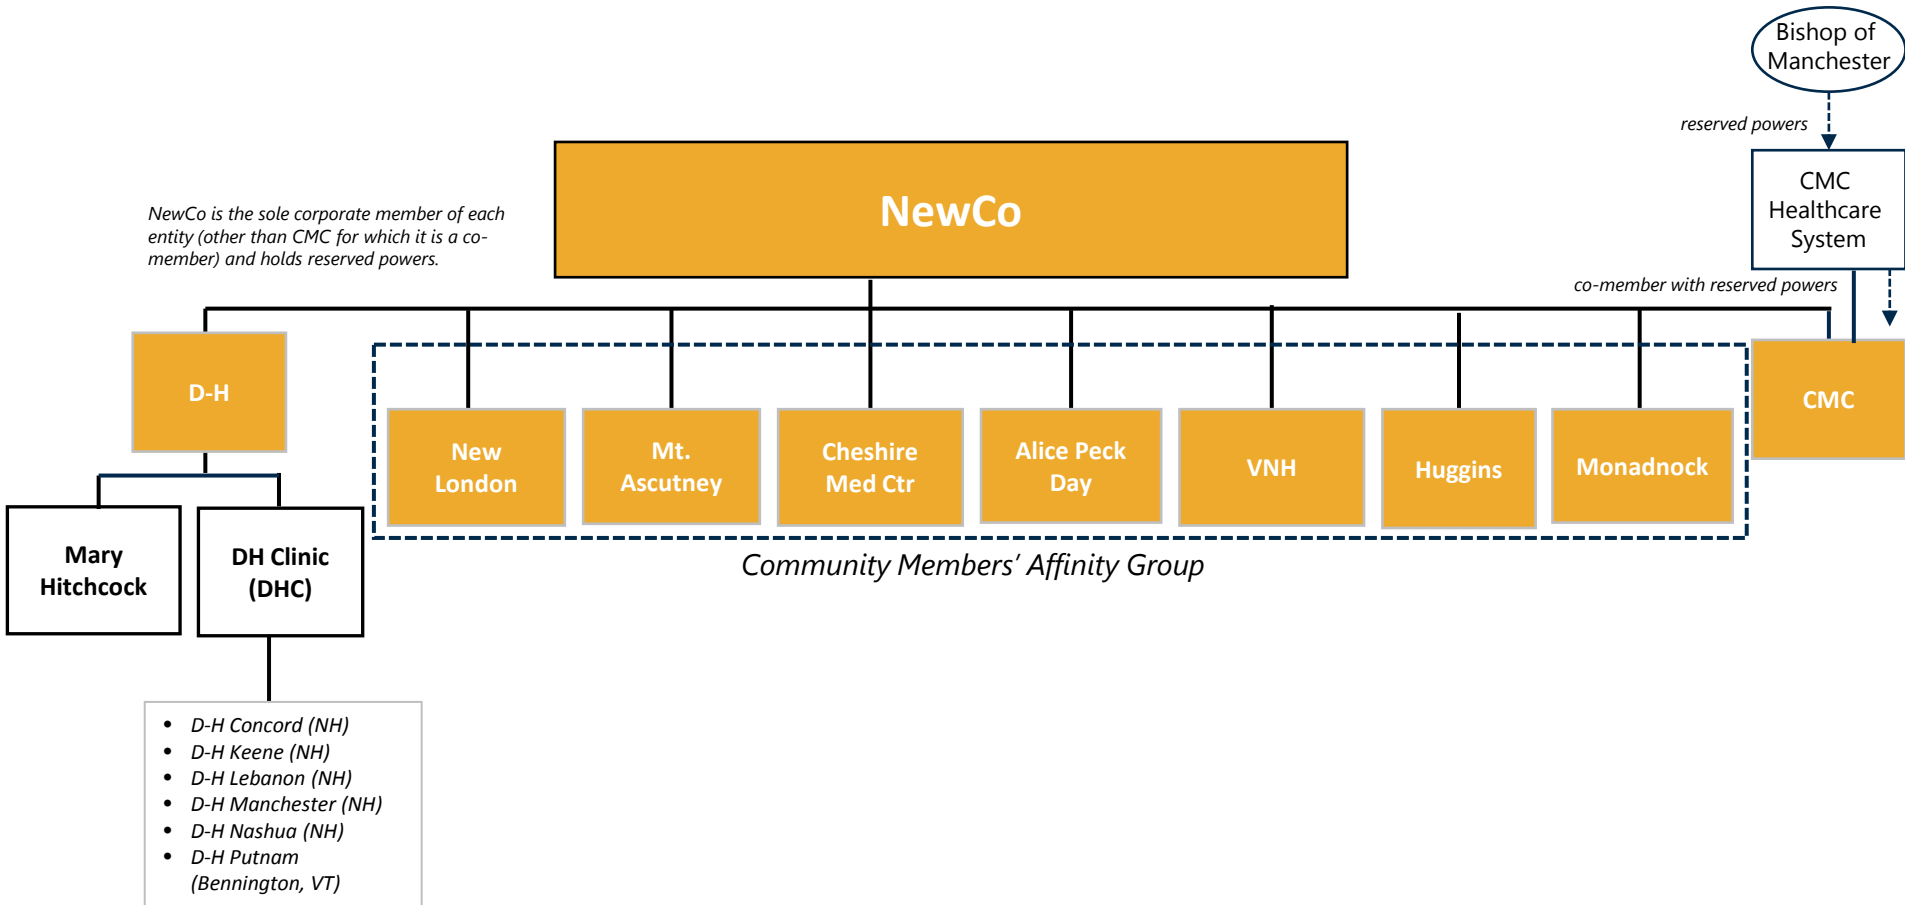 Bishop of
Manchester
reserved powers
CMC
Healthcare
System
NewCo
NewCo is the sole corporate member of each
entity (other than CMC for which it is a co-
member) and holds reserved powers.
co-member with reserved powers
D-H
New
London
Mt.
Ascutney
Cheshire
Med Ctr
Alice Peck
Day
VNH
Huggins
Monadnock
CMC
Community Members’ Affinity Group
Mary
Hitchcock
DH Clinic
(DHC)
• D-H Concord (NH)
• D-H Keene (NH)
• D-H Lebanon (NH)
• D-H Manchester (NH)
• D-H Nashua (NH)
• D-H Putnam
(Bennington, VT)